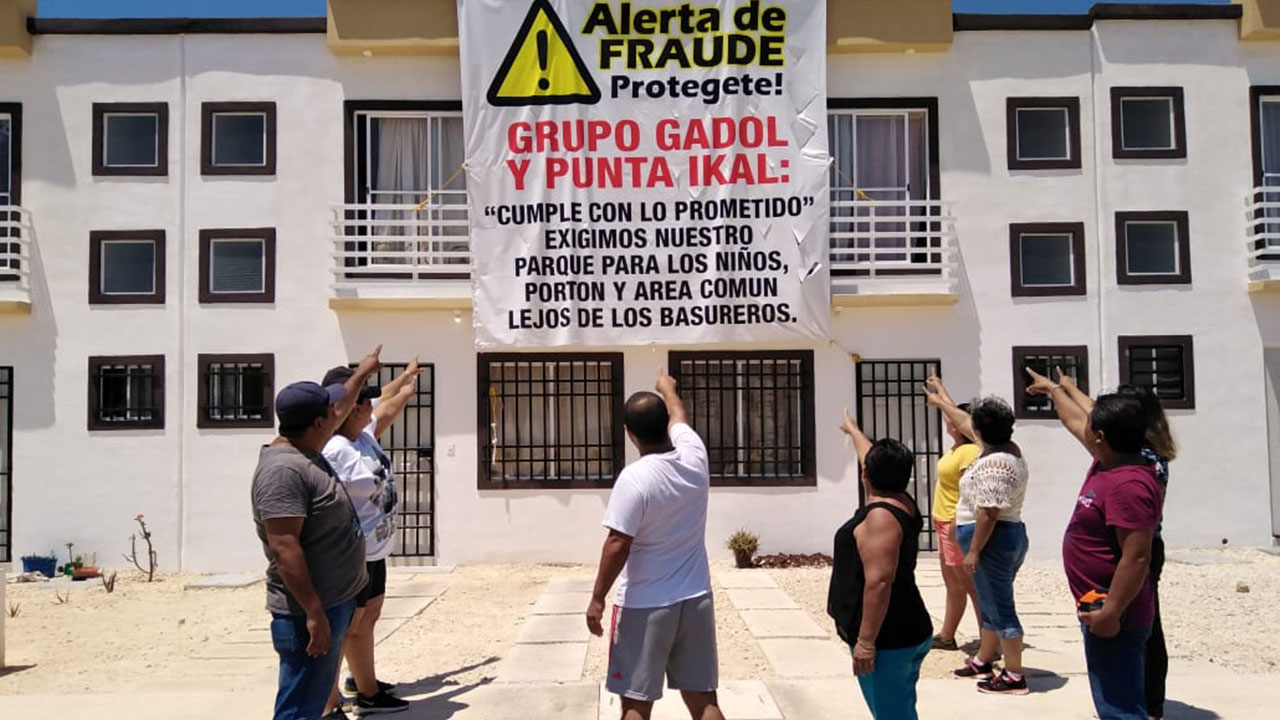 Alerta de
FRAUDE
Protegete!
GRUPO GADOL
Y PUNTA IKAL:
“CUMPLE CON LO PROMETIDO”
EXIGIMOS NUESTRO
PARQUE PARA LOS NIÑOS,
PORTON Y AREA COMUN
LEJOS DE LOS BASUREROS.